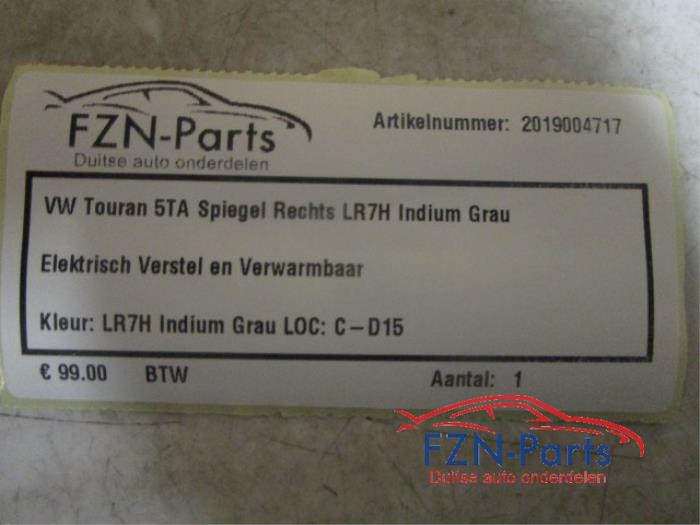 FZN-Parts
Duitse auto onderdelen
Artikelnummer: 2019004717
VW Touran 5TA Spiegel Rechts LR7H Indium Grau
Elektrisch Verstel en Verwarmbaar
Kleur: LR7H Indium Grau LOC: C-D15
€ 99.00 BTW Aantal: 1
FZN-Parts
Duitse auto onderdelen